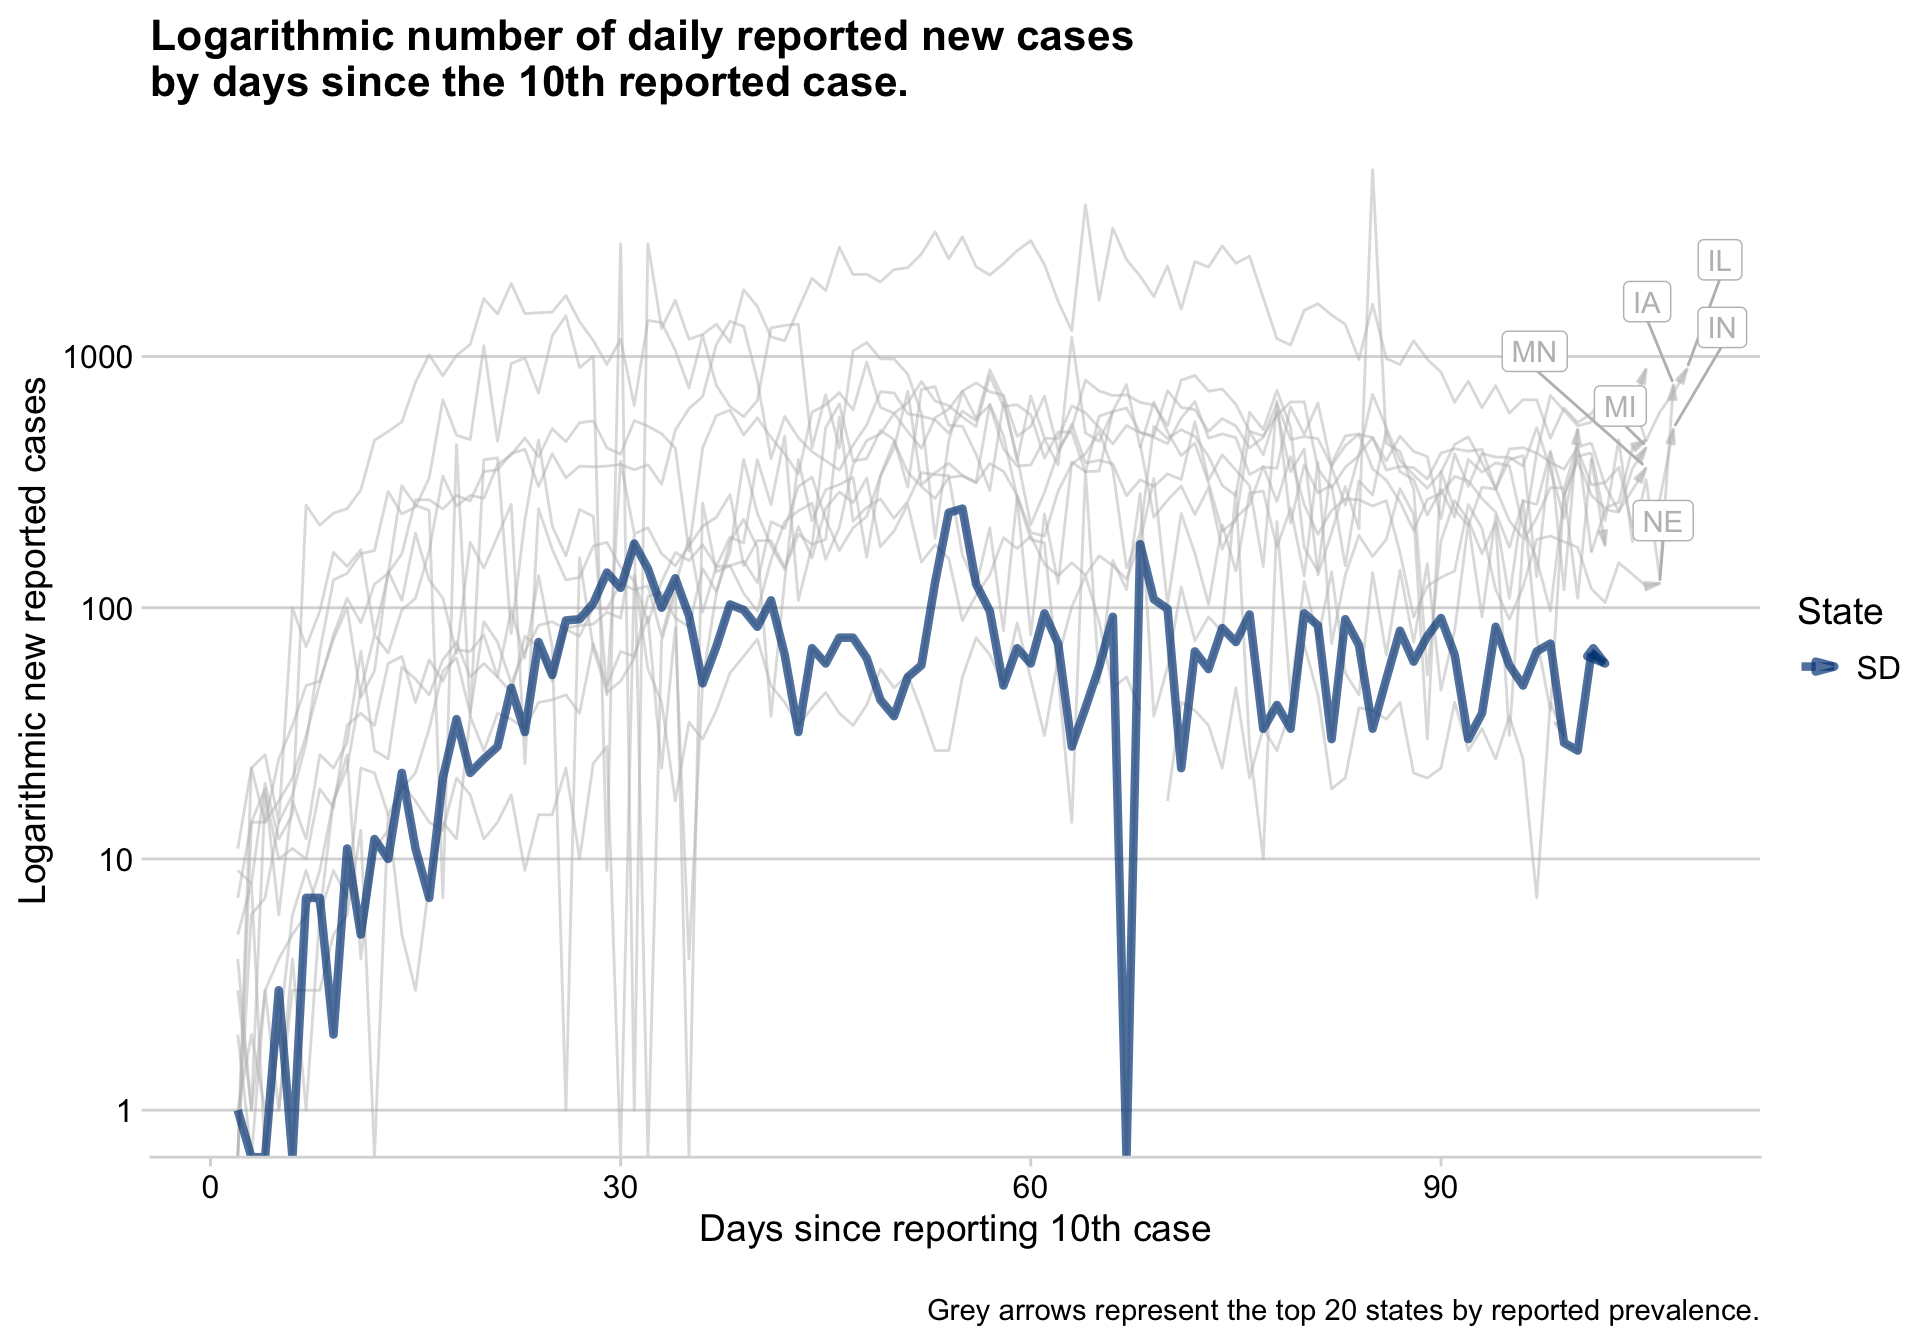 Logarithmic number of daily reported new cases
by days since the 10th reported case.
IL
IA
IN
MN
MI
NE
1000
100
10
1
Logarithmic new reported cases
State
SD
0 30 60 90
Days since reporting 10th case
Grey arrows represent the top 20 states by reported prevalence.